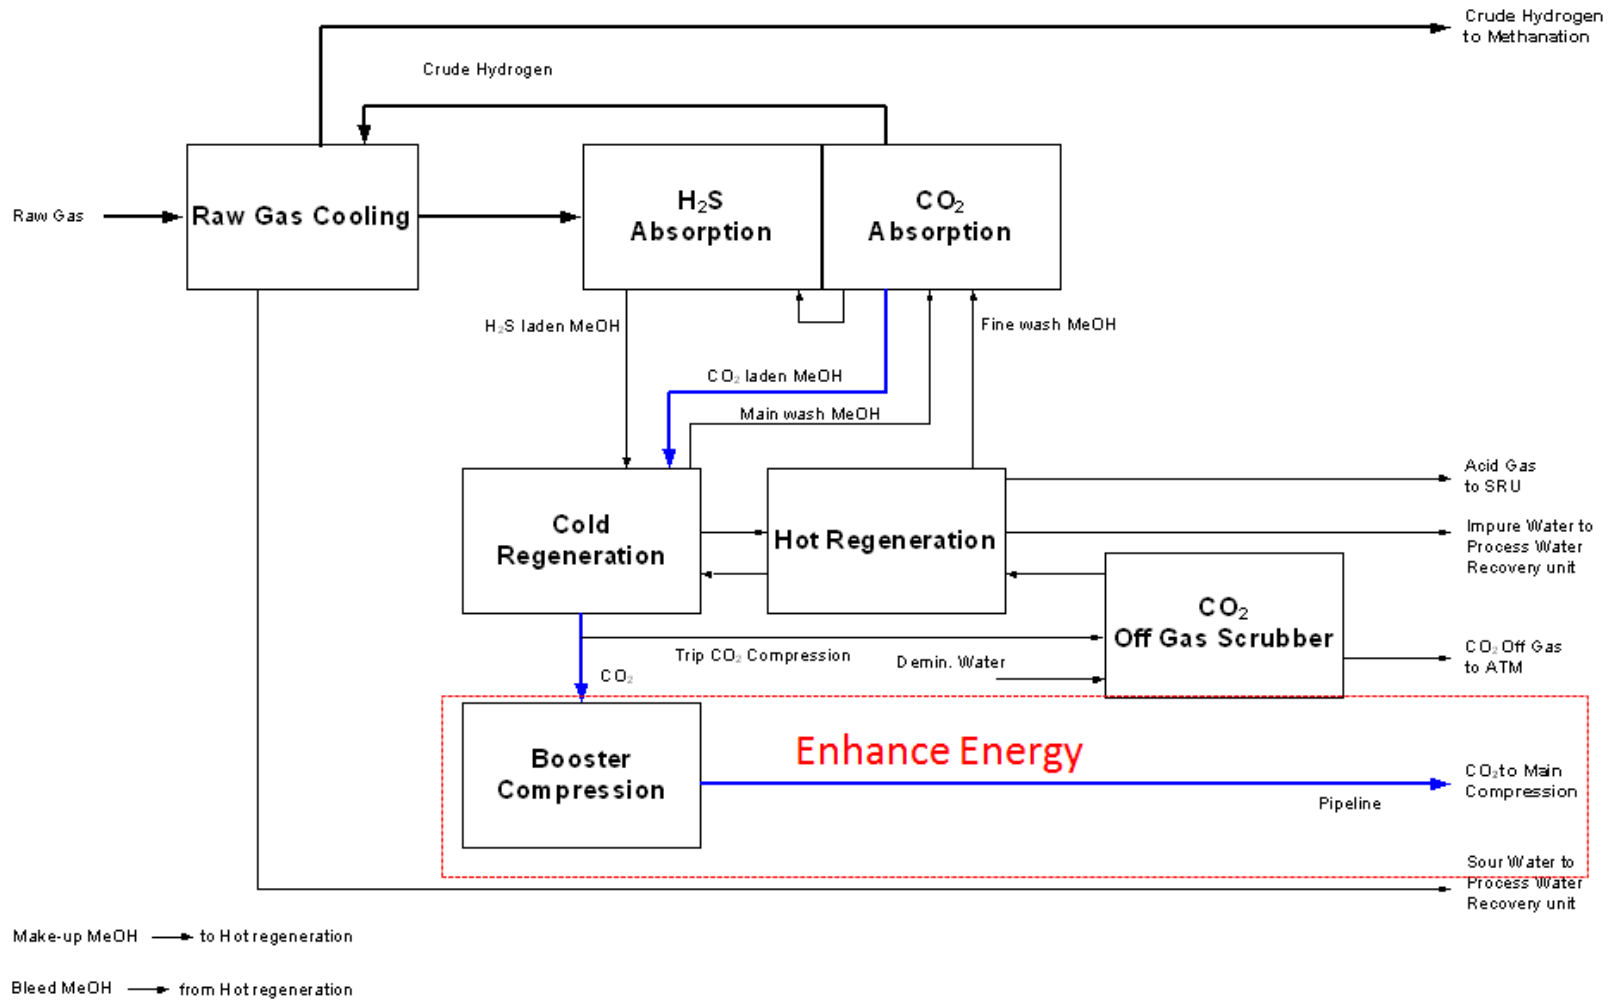 Crude Hydrogen
to Methanation
Crude Hydrogen
Raw Gas
Raw Gas Cooling
H₂S
Absorption
CO₂
Absorption
H₂S laden MeOH
Fine wash MeOH
CO₂ laden MeOH
Main wash MeOH
Acid Gas
to SRU
Cold
Regeneration
Hot Regeneration
Impure Water to
Process Water
Recovery unit
CO₂
Off Gas Scrubber
Trip CO₂ Compression
Demin. Water
CO₂ Off Gas
to ATM
CO₂
Booster
Compression
Enhance Energy
Pipeline
CO₂to Main
Compression
Sour Water to
Process Water
Recovery unit
Make-up MeOH to Hot regeneration
Bleed MeOH from Hot regeneration